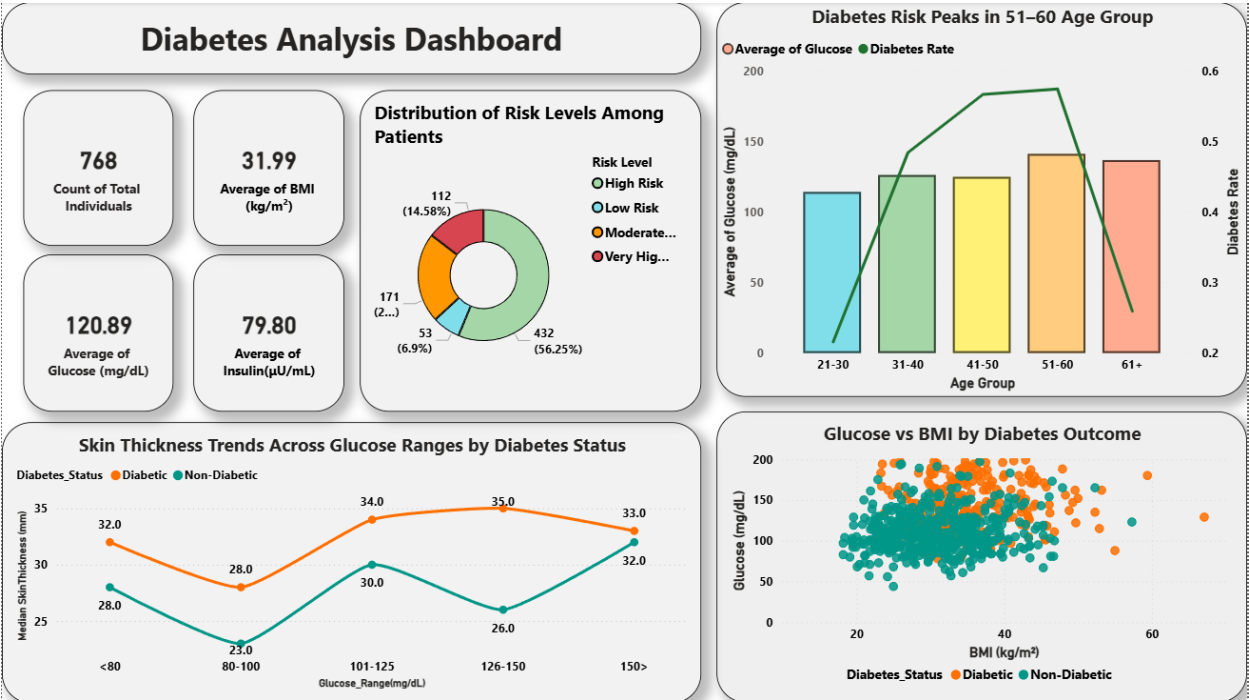 Diabetes Analysis Dashboard
768
Count of Total
Individuals
31.99
Average of BMI
(kg/m²)
120.89
Average of
Glucose (mg/dL)
79.80
Average of
Insulin(µU/mL)
Distribution of Risk Levels Among
Patients
Risk Level
High Risk
Low Risk
Moderate...
Very Hig...
112
(14.58%)
171
(2...)
53
(6.9%)
432
(56.25%)
Diabetes Risk Peaks in 51–60 Age Group
Average of Glucose Diabetes Rate
Average of Glucose (mg/dL)
200
150
100
50
0
0.6
0.5
0.4
0.3
0.2
Diabetes Rate
21-30 31-40 41-50 51-60 61+
Age Group
Skin Thickness Trends Across Glucose Ranges by Diabetes Status
Diabetes_Status Diabetic Non-Diabetic
Median SkinThickness (mm)
35
30
25
32.0
28.0
34.0
35.0
33.0
28.0
23.0
30.0
26.0
32.0
<80 80-100 101-125 126-150 150>
Glucose_Range(mg/dL)
Glucose vs BMI by Diabetes Outcome
Glucose (mg/dL)
200
150
100
50
0
20 40 60
BMI (kg/m²)
Diabetes_Status Diabetic Non-Diabetic